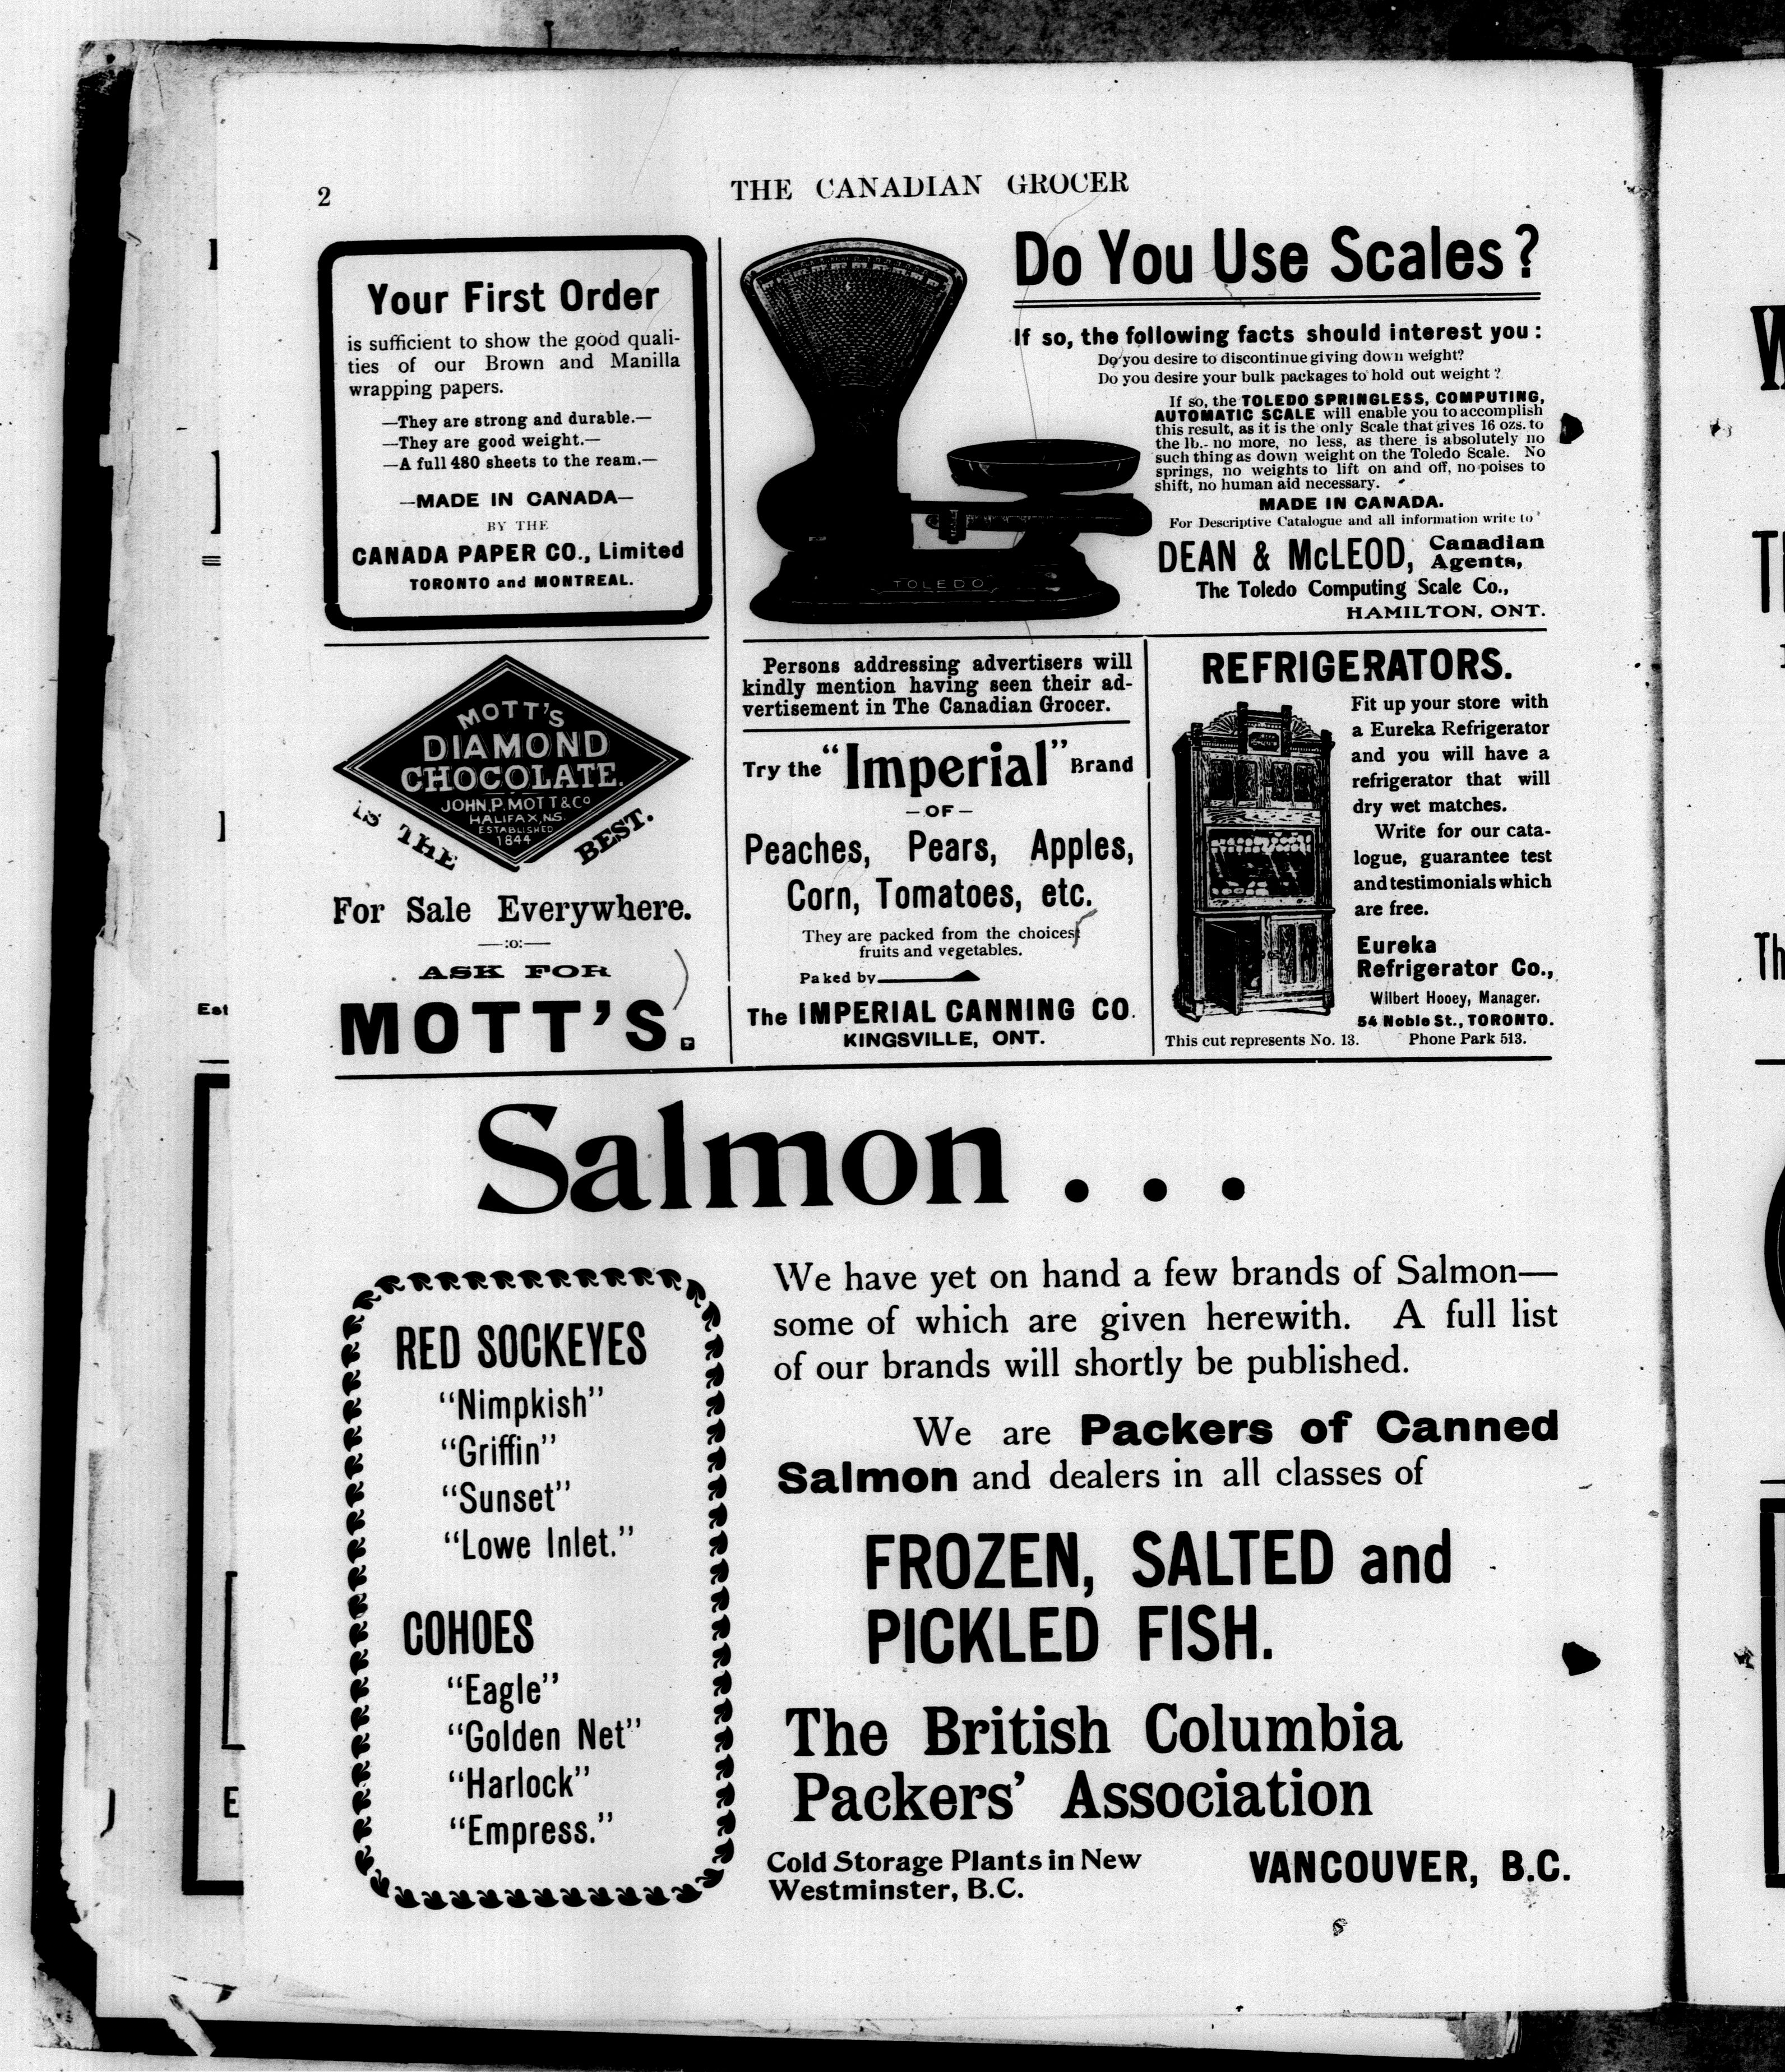 2
THE CANADIAN GROCER
Your First Order
is sufficient to show the good quali-
ties of our Brown and Manilla
wrapping papers.
—They are strong and durable.—
—They are good weight.—
—A full 480 sheets to the ream.—
—MADE IN CANADA—
BY THE
CANADA PAPER CO., Limited
TORONTO and MONTREAL.
TOLEDO
Do You Use Scales?
If so, the following facts should interest you:
Do you desire to discontinue giving down weight?
Do you desire your bulk packages to hold out weight?
If so, the TOLEDO SPRINGLESS, COMPUTING,
AUTOMATIC SCALE will enable you to accomplish
this result, as it is the only Scale that gives 16 ozs. to
the lb.- no more, no less, as there is absolutely no
such thing as down weight on the Toledo Scale. No
springs, no weights to lift on and off, no poises to
shift, no human aid necessary.
MADE IN CANADA.
For Descriptive Catalogue and all information write to
DEAN & McLEOD, Canadian
Agents,
The Toledo Computing Scale Co.,
HAMILTON, ONT.
MOTT'S
DIAMOND
CHOCOLATE.
JOHN.P.MOTT & Co
HALIFAX, N.S.
ESTABLISHED
1844
IS THE BEST.
For Sale Everywhere.
—:o:—
ASK FOR
MOTT'S.
Persons addressing advertisers will
kindly mention having seen their ad-
vertisement in The Canadian Grocer.
Try the "Imperial" Brand
—OF—
Peaches, Pears, Apples,
Corn, Tomatoes, etc.
They are packed from the choicest
fruits and vegetables.
Paked by
The IMPERIAL CANNING CO.
KINGSVILLE, ONT.
REFRIGERATORS.
Fit up your store with
a Eureka Refrigerator
and you will have a
refrigerator that will
dry wet matches.
Write for our cata-
logue, guarantee test
and testimonials which
are free.
Eureka
Refrigerator Co.,
Wilbert Hooey, Manager.
54 Noble St., TORONTO.
This cut represents No. 13. Phone Park 513.
Salmon . . .
RED SOCKEYES
"Nimpkish"
"Griffin"
"Sunset"
"Lowe Inlet."
COHOES
"Eagle"
"Golden Net"
"Harlock"
"Empress."
We have yet on hand a few brands of Salmon—
some of which are given herewith. A full list
of our brands will shortly be published.
We are Packers of Canned
Salmon and dealers in all classes of
FROZEN, SALTED and
PICKLED FISH.
The British Columbia
Packers' Association
Cold Storage Plants in New
Westminster, B.C.
VANCOUVER, B.C.
Est
E
Th